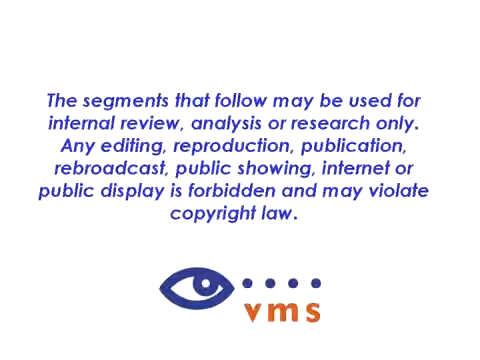 The segments that follow may be used for
internal review, analysis or research only.
Any editing, reproduction, publication,
rebroadcast, public showing, internet or
public display is forbidden and may violate
copyright law.
vms